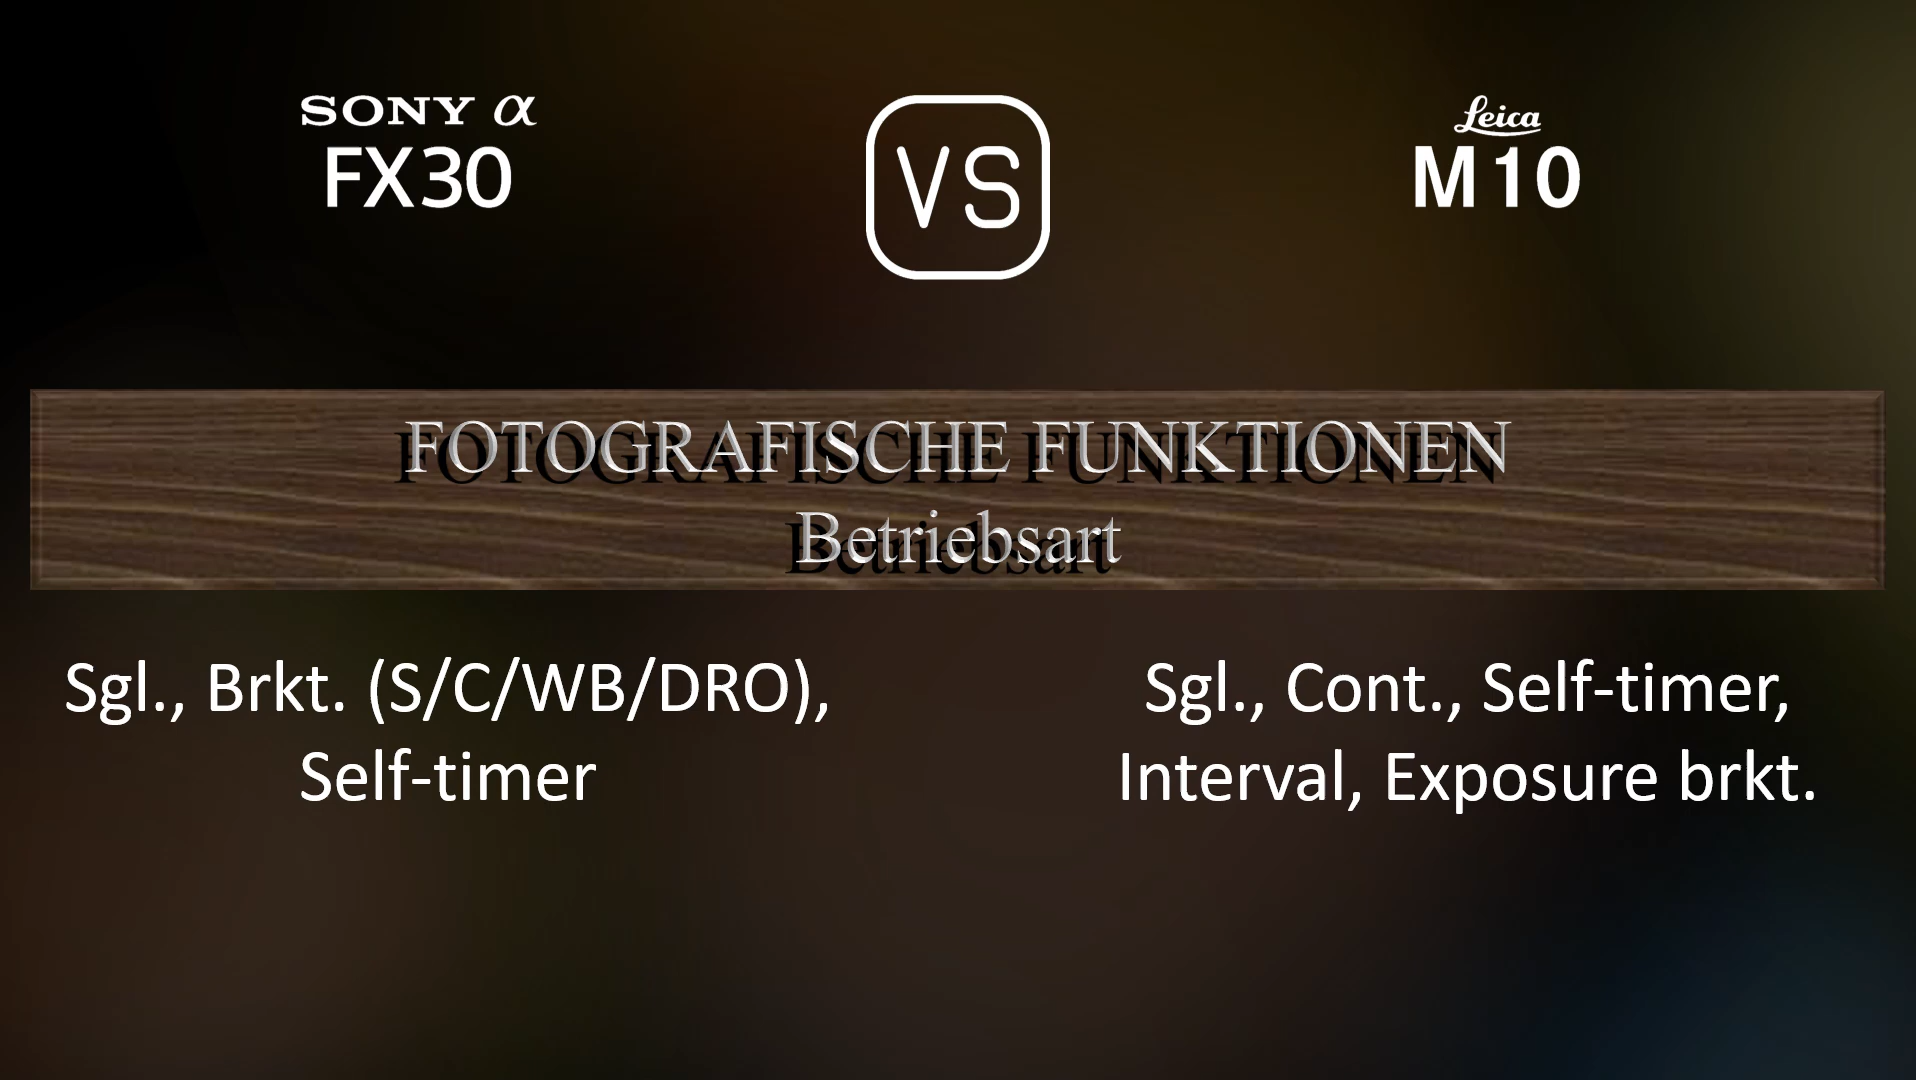 SONY α
FX30
VS
Leica
M10
FOTOGRAFISCHE FUNKTIONEN
Betriebsart
Sgl., Brkt. (S/C/WB/DRO),
Self-timer
Sgl., Cont., Self-timer,
Interval, Exposure brkt.